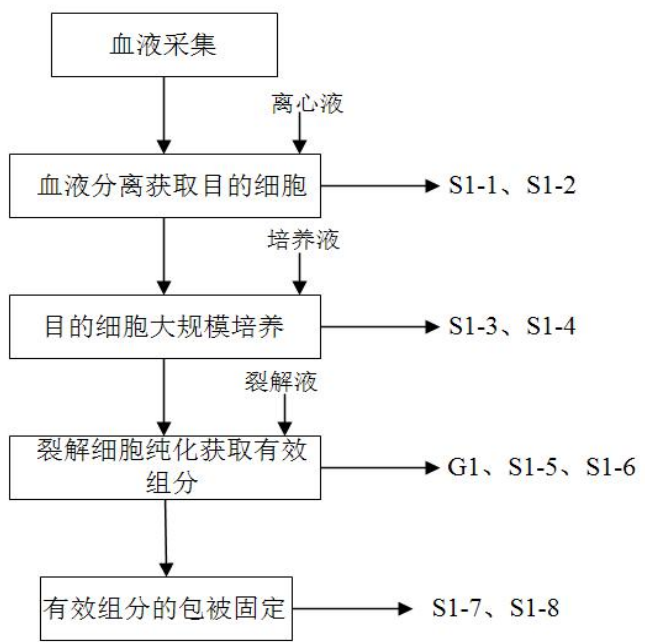 血液采集
离心液
血液分离获取目的细胞
S1-1、S1-2
培养液
目的细胞大规模培养
S1-3、S1-4
裂解液
裂解细胞纯化获取有效
组分
G1、S1-5、S1-6
有效组分的包被固定
S1-7、S1-8